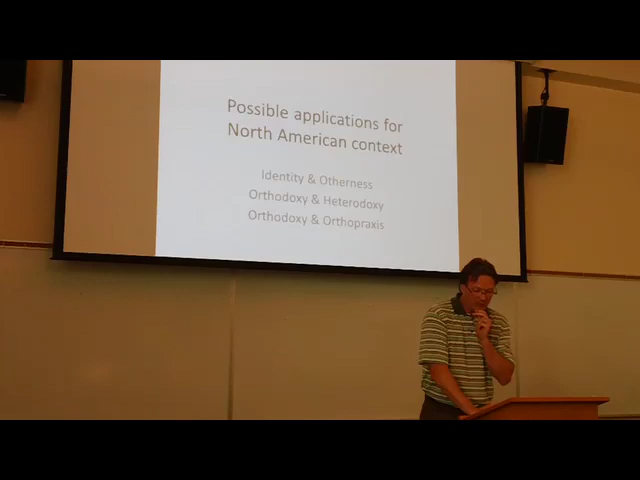 Possible applications for
North American context
Identity & Otherness
Orthodoxy & Heterodoxy
Orthodoxy & Orthopraxis